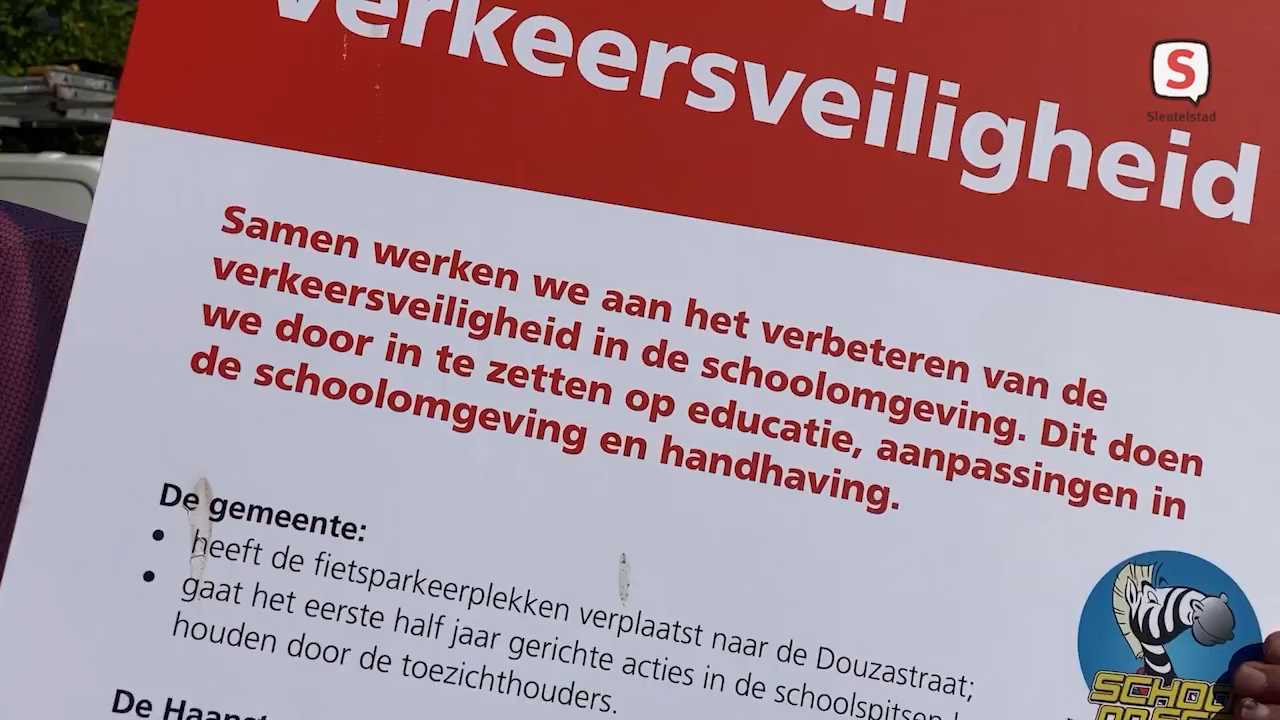 verkeersveiligheid
S
Sleutelstad
Samen werken we aan het verbeteren van de
verkeersveiligheid in de schoolomgeving. Dit doen
we door in te zetten op educatie, aanpassingen in
de schoolomgeving en handhaving.
De gemeente:
• heeft de fietsparkeerplekken verplaatst naar de Douzastraat;
• gaat het eerste half jaar gerichte acties in de schoolspitsen
houden door de toezichthouders.
De